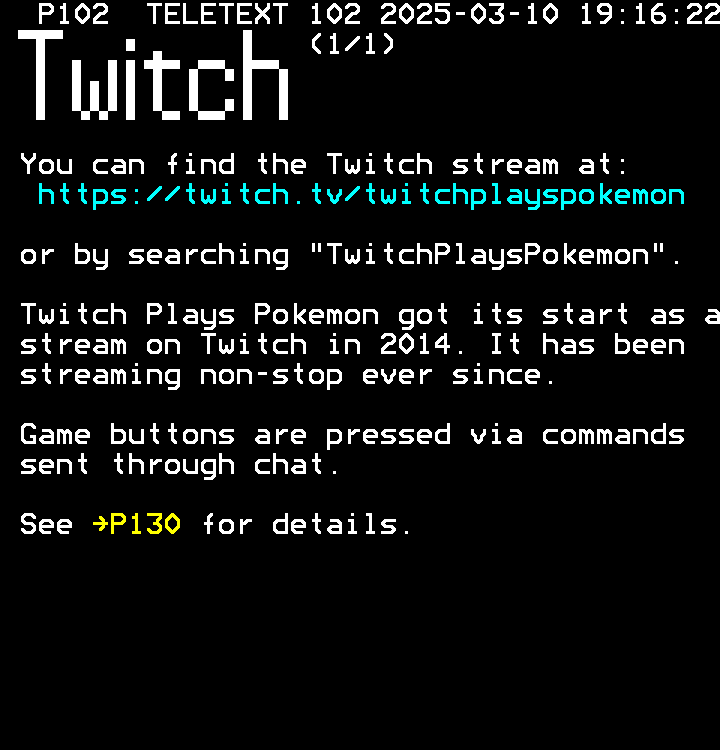 P102  TELETEXT 102 2025-03-10 19:16:22
(1/1)
Twitch
You can find the Twitch stream at:
https://twitch.tv/twitchplayspokemon
or by searching "TwitchPlaysPokemon".
Twitch Plays Pokemon got its start as a
stream on Twitch in 2014. It has been
streaming non-stop ever since.
Game buttons are pressed via commands
sent through chat.
See →P130 for details.